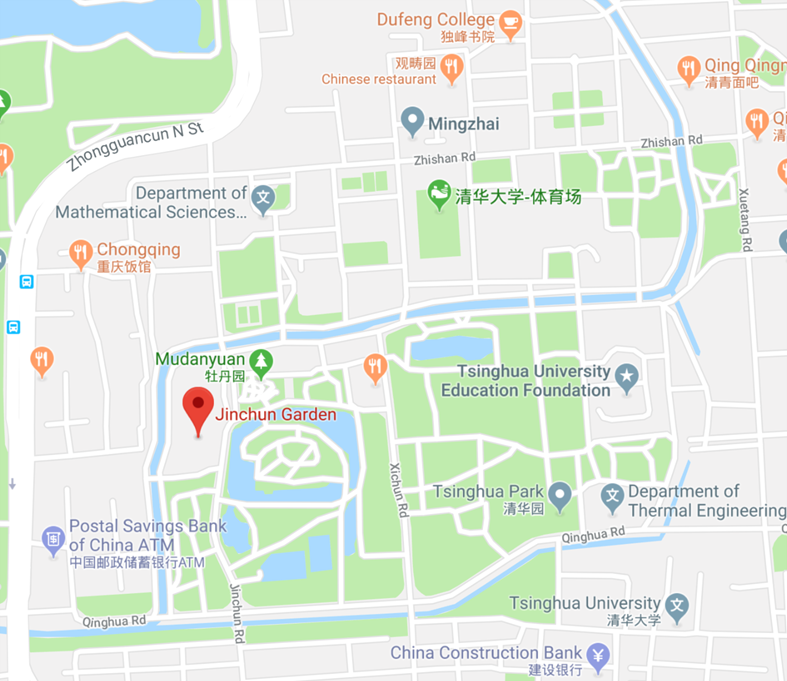 Dufeng College
独峰书院
观畴园
Chinese restaurant
Qing Qingm
清青面吧
Mingzhai
Zhongguancun N St
Zhishan Rd
Zhishan Rd
Department of
Mathematical Sciences...
清华大学-体育场
Xuetang Rd
Chongqing
重庆饭馆
Mudanyuan
牡丹园
Tsinghua University
Education Foundation
Jinchun Garden
Xichun Rd
Tsinghua Park
清华园
Department of
Thermal Engineering
Postal Savings Bank
of China ATM
中国邮政储蓄银行ATM
Qinghua Rd
Jinchun Rd
Qinghua Rd
Tsinghua University
清华大学
China Construction Bank
建设银行